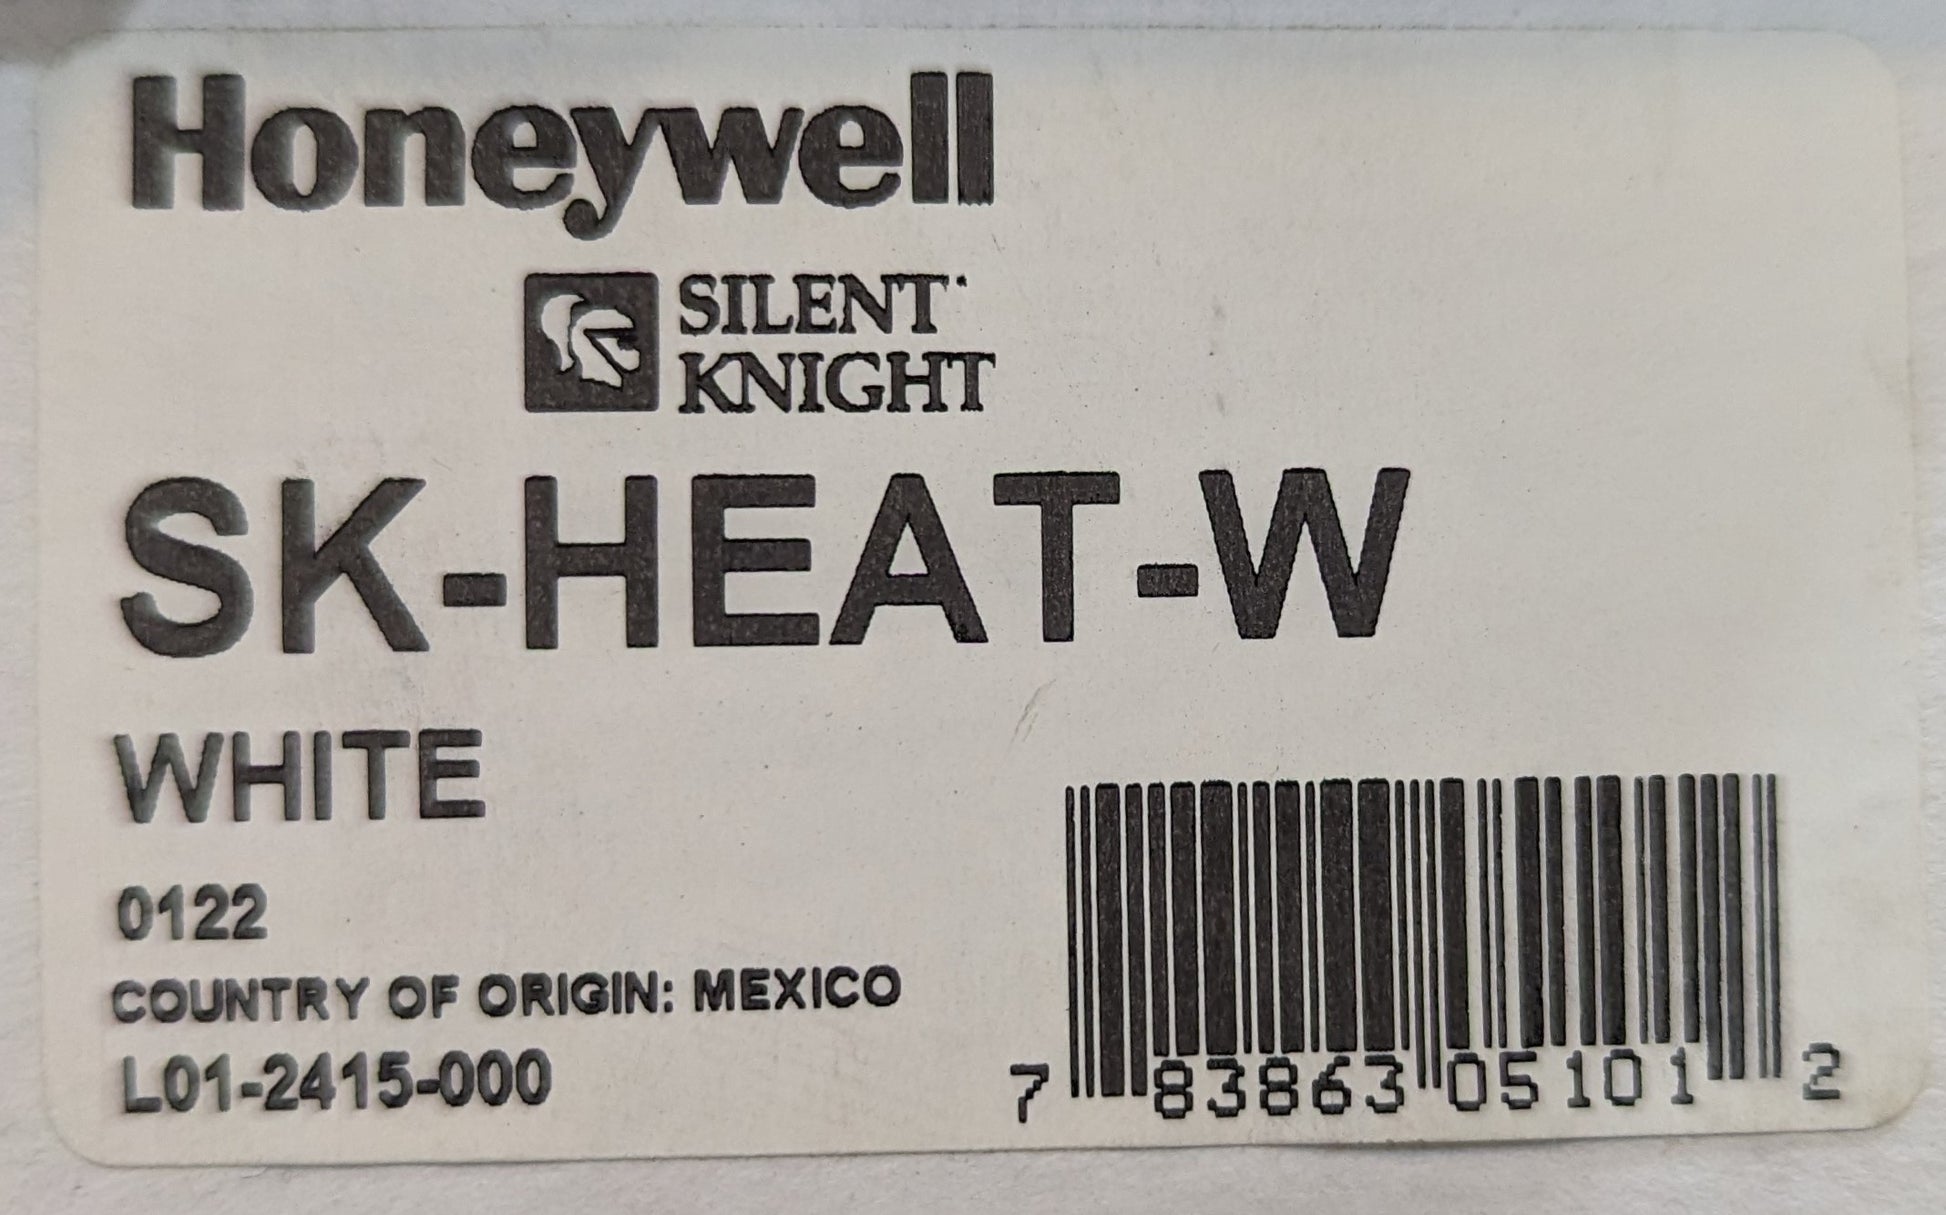 Honeywell
SILENT
KNIGHT
SK-HEAT-W
WHITE
0122
COUNTRY OF ORIGIN: MEXICO
L01-2415-000
7 83863 05101 2